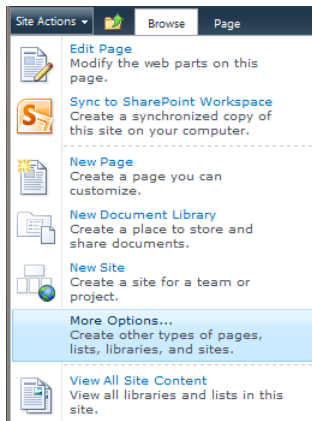 Site Actions Browse Page
Edit Page
Modify the web parts on this
page.
Sync to SharePoint Workspace
Create a synchronized copy of
this site on your computer.
New Page
Create a page you can
customize.
New Document Library
Create a place to store and
share documents.
New Site
Create a site for a team or
project.
More Options...
Create other types of pages,
lists, libraries, and sites.
View All Site Content
View all libraries and lists in this
site.